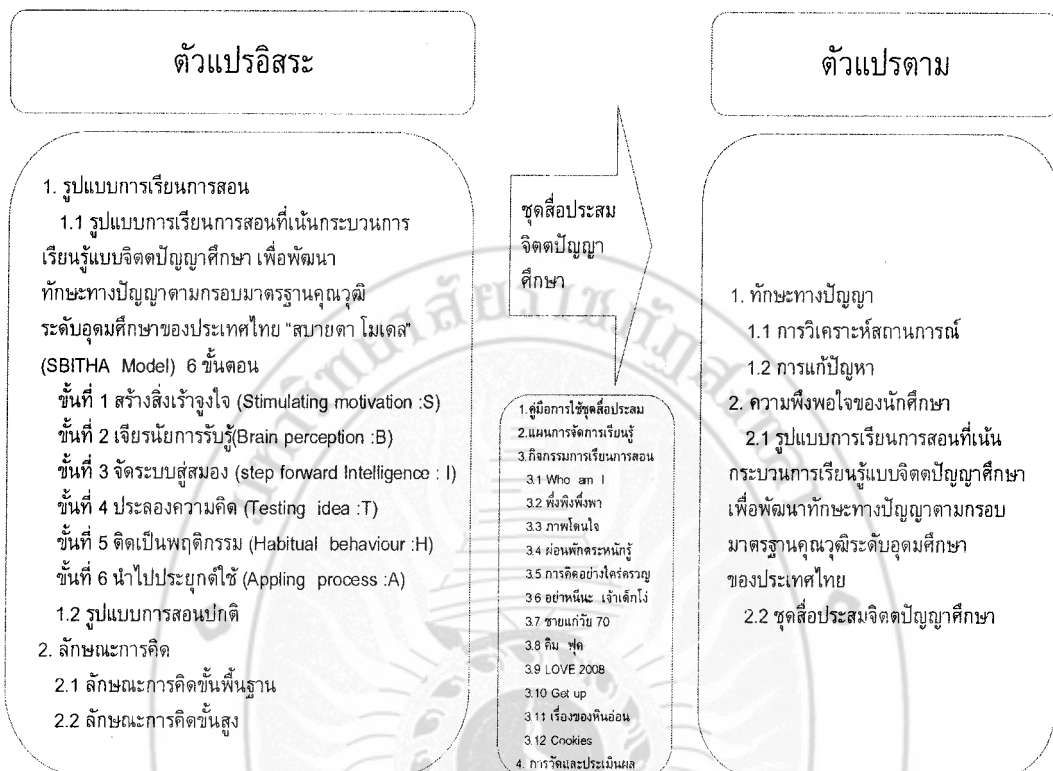 ตัวแปรอิสระ
1. รูปแบบการเรียนการสอน
1.1 รูปแบบการเรียนการสอนที่เน้นกระบวนการ
เรียนรู้แบบจิตตปัญญาศึกษา เพื่อพัฒนา
ทักษะทางปัญญาตามกรอบมาตรฐานคุณวุฒิ
ระดับอุดมศึกษาของประเทศไทย “สบายตา โมเดล”
(SBITHA Model) 6 ขั้นตอน
ขั้นที่ 1 สร้างสิ่งเร้าจูงใจ (Stimulating motivation :S)
ขั้นที่ 2 เจียรนัยการรับรู้(Brain perception :B)
ขั้นที่ 3 จัดระบบสู่สมอง (step forward Intelligence : I)
ขั้นที่ 4 ประลองความคิด (Testing idea :T)
ขั้นที่ 5 ติดเป็นพฤติกรรม (Habitual behaviour :H)
ขั้นที่ 6 นำไปประยุกต์ใช้ (Appling process :A)
1.2 รูปแบบการสอนปกติ
2. ลักษณะการคิด
2.1 ลักษณะการคิดขั้นพื้นฐาน
2.2 ลักษณะการคิดขั้นสูง
ชุดสื่อประสม
จิตตปัญญา
ศึกษา
1.คู่มือการใช้ชุดสื่อประสม
2.แผนการจัดการเรียนรู้
3.กิจกรรมการเรียนการสอน
3.1 Who am I
3.2 พึ่งพิงพึ่งพา
3.3 ภาพโดนใจ
3.4 ผ่อนพักตระหนักรู้
3.5 การคิดอย่างใคร่ครวญ
3.6 อย่าหนีนะ เจ้าเด็กโง่
3.7 ชายแก่วัย 70
3.8 คิม ฟุค
3.9 LOVE 2008
3.10 Get up
3.11 เรื่องของหินอ่อน
3.12 Cookies
4. การวัดและประเมินผล
ตัวแปรตาม
1. ทักษะทางปัญญา
1.1 การวิเคราะห์สถานการณ์
1.2 การแก้ปัญหา
2. ความพึงพอใจของนักศึกษา
2.1 รูปแบบการเรียนการสอนที่เน้น
กระบวนการเรียนรู้แบบจิตตปัญญาศึกษา
เพื่อพัฒนาทักษะทางปัญญาตามกรอบ
มาตรฐานคุณวุฒิระดับอุดมศึกษา
ของประเทศไทย
2.2 ชุดสื่อประสมจิตตปัญญาศึกษา